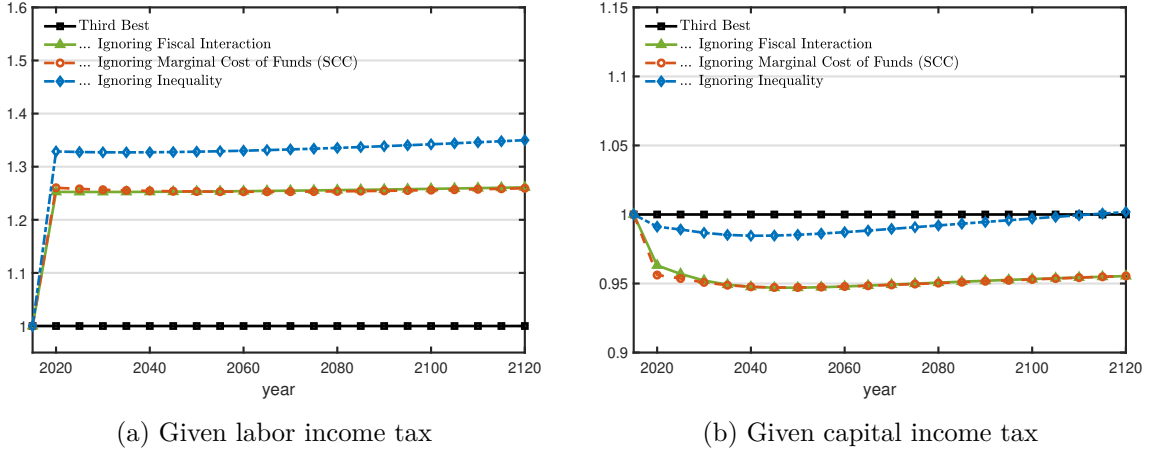 1.6
1.5
1.4
1.3
1.2
1.1
1
Third Best
... Ignoring Fiscal Interaction
... Ignoring Marginal Cost of Funds (SCC)
... Ignoring Inequality
2020 2040 2060 2080 2100 2120
year
(a) Given labor income tax
1.15
1.1
1.05
1
0.95
0.9
Third Best
... Ignoring Fiscal Interaction
... Ignoring Marginal Cost of Funds (SCC)
... Ignoring Inequality
2020 2040 2060 2080 2100 2120
year
(b) Given capital income tax